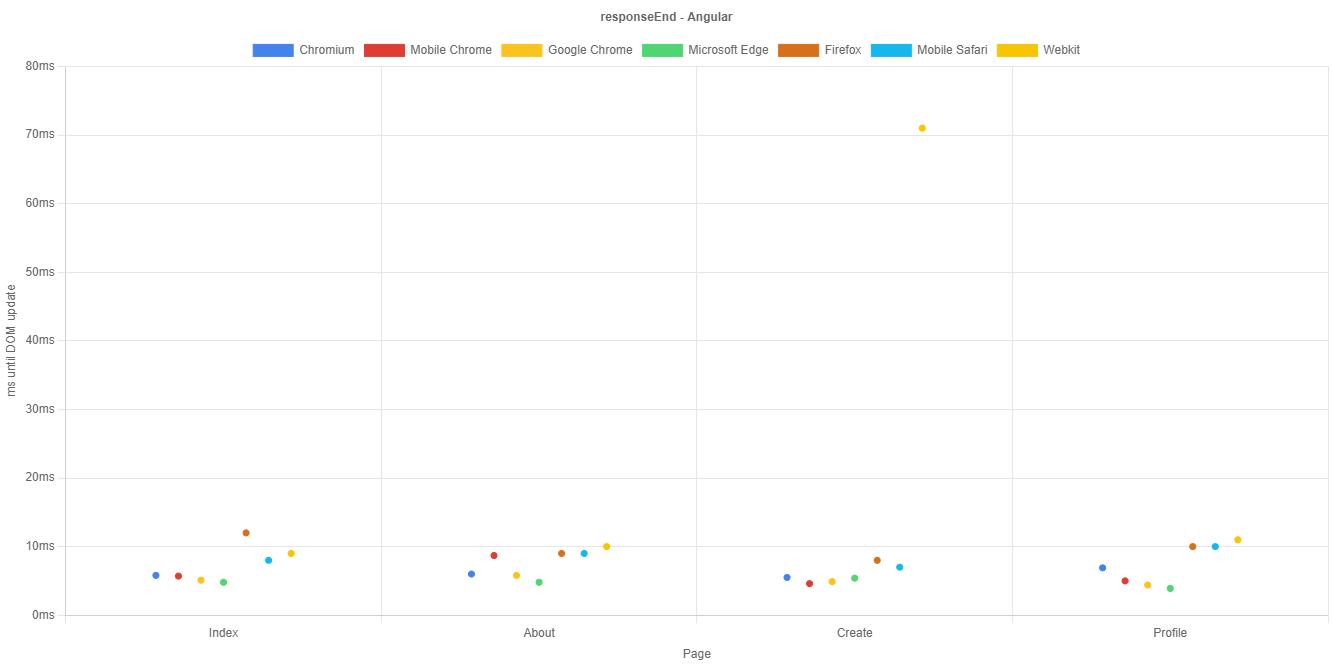 responseEnd - Angular
Chromium Mobile Chrome Google Chrome Microsoft Edge Firefox Mobile Safari Webkit
80ms
70ms
60ms
50ms
40ms
30ms
20ms
10ms
0ms
ms until DOM update
Index About Create Profile
Page